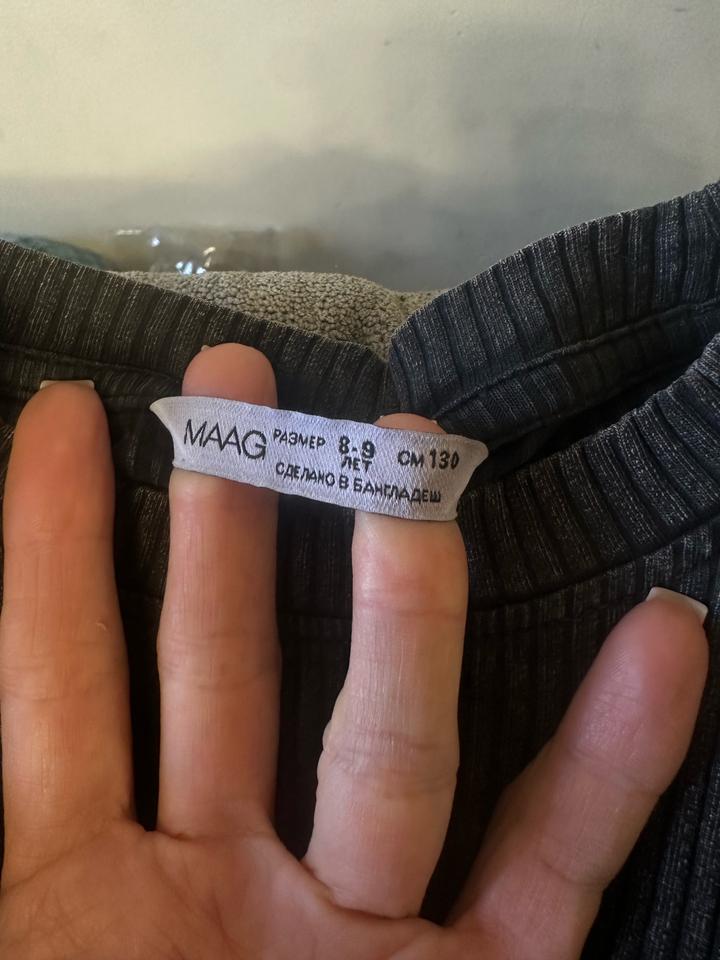 MAAG РАЗМЕР 8-9 ЛЕТ СМ 130
СДЕЛАНО В БАНГЛАДЕШ